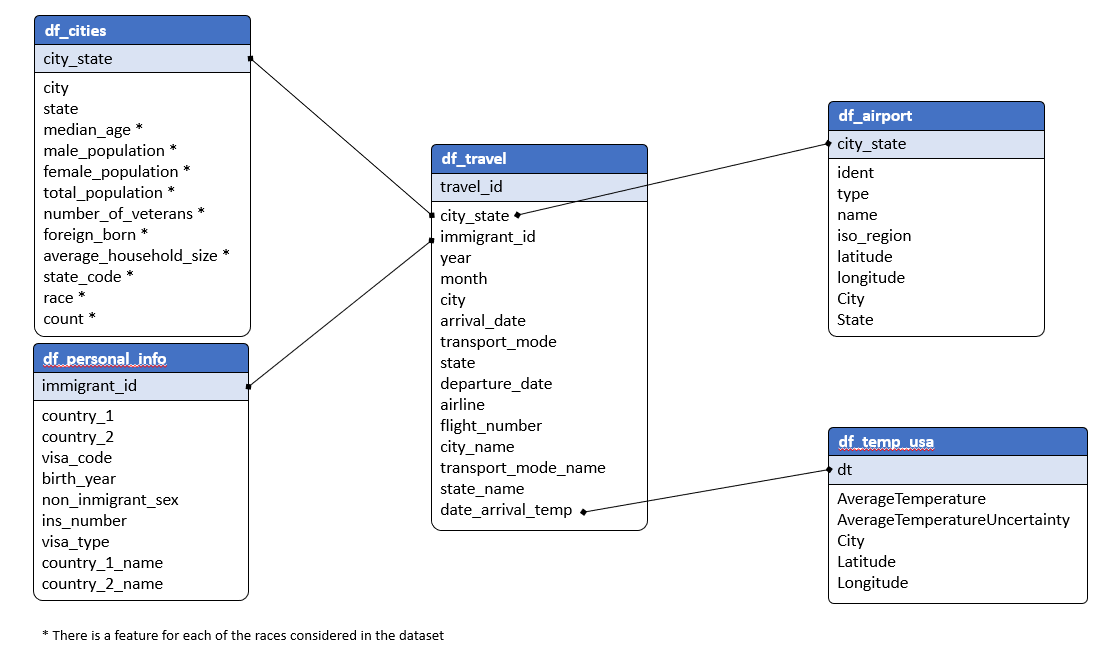 df_cities
city_state
city
state
median_age *
male_population *
female_population *
total_population *
number_of_veterans *
foreign_born *
average_household_size *
state_code *
race *
count *
df_personal_info
immigrant_id
country_1
country_2
visa_code
birth_year
non_inmigrant_sex
ins_number
visa_type
country_1_name
country_2_name
df_travel
travel_id
city_state
immigrant_id
year
month
city
arrival_date
transport_mode
state
departure_date
airline
flight_number
city_name
transport_mode_name
state_name
date_arrival_temp
df_airport
city_state
ident
type
name
iso_region
latitude
longitude
City
State
df_temp_usa
dt
AverageTemperature
AverageTemperatureUncertainty
City
Latitude
Longitude
* There is a feature for each of the races considered in the dataset